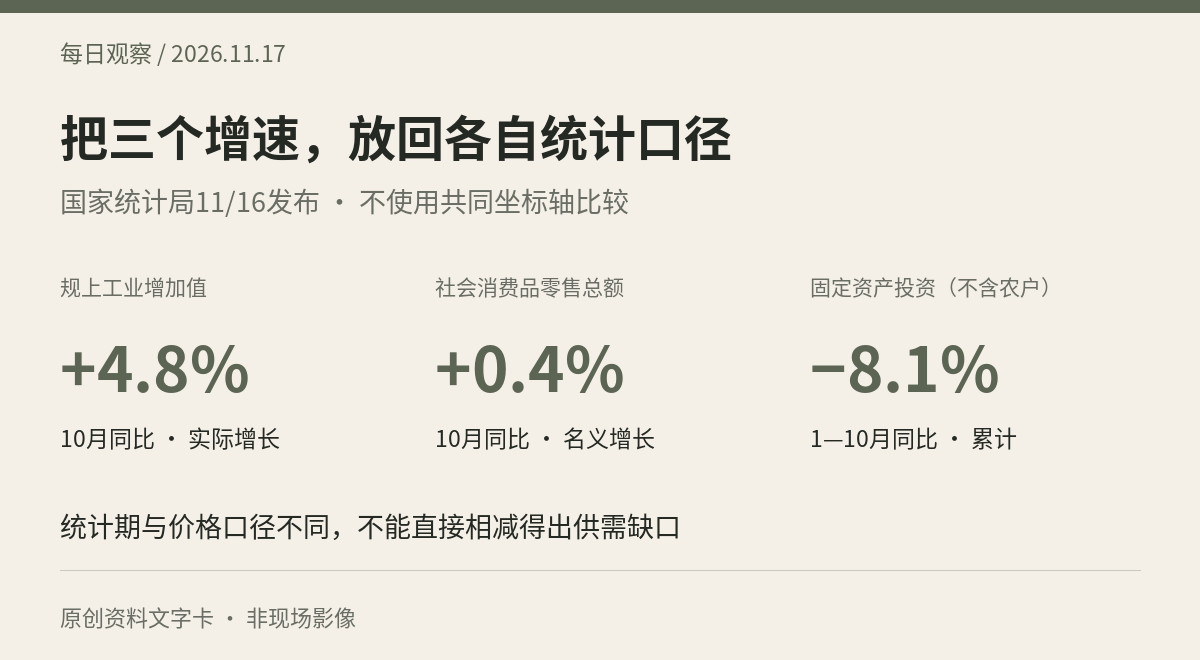 每日观察 / 2026.11.17
把三个增速，放回各自统计口径
国家统计局11/16发布 · 不使用共同坐标轴比较
规上工业增加值
社会消费品零售总额
固定资产投资（不含农户）
+4.8%
+0.4%
−8.1%
10月同比 · 实际增长
10月同比 · 名义增长
1—10月同比 · 累计
统计期与价格口径不同，不能直接相减得出供需缺口
原创资料文字卡 · 非现场影像